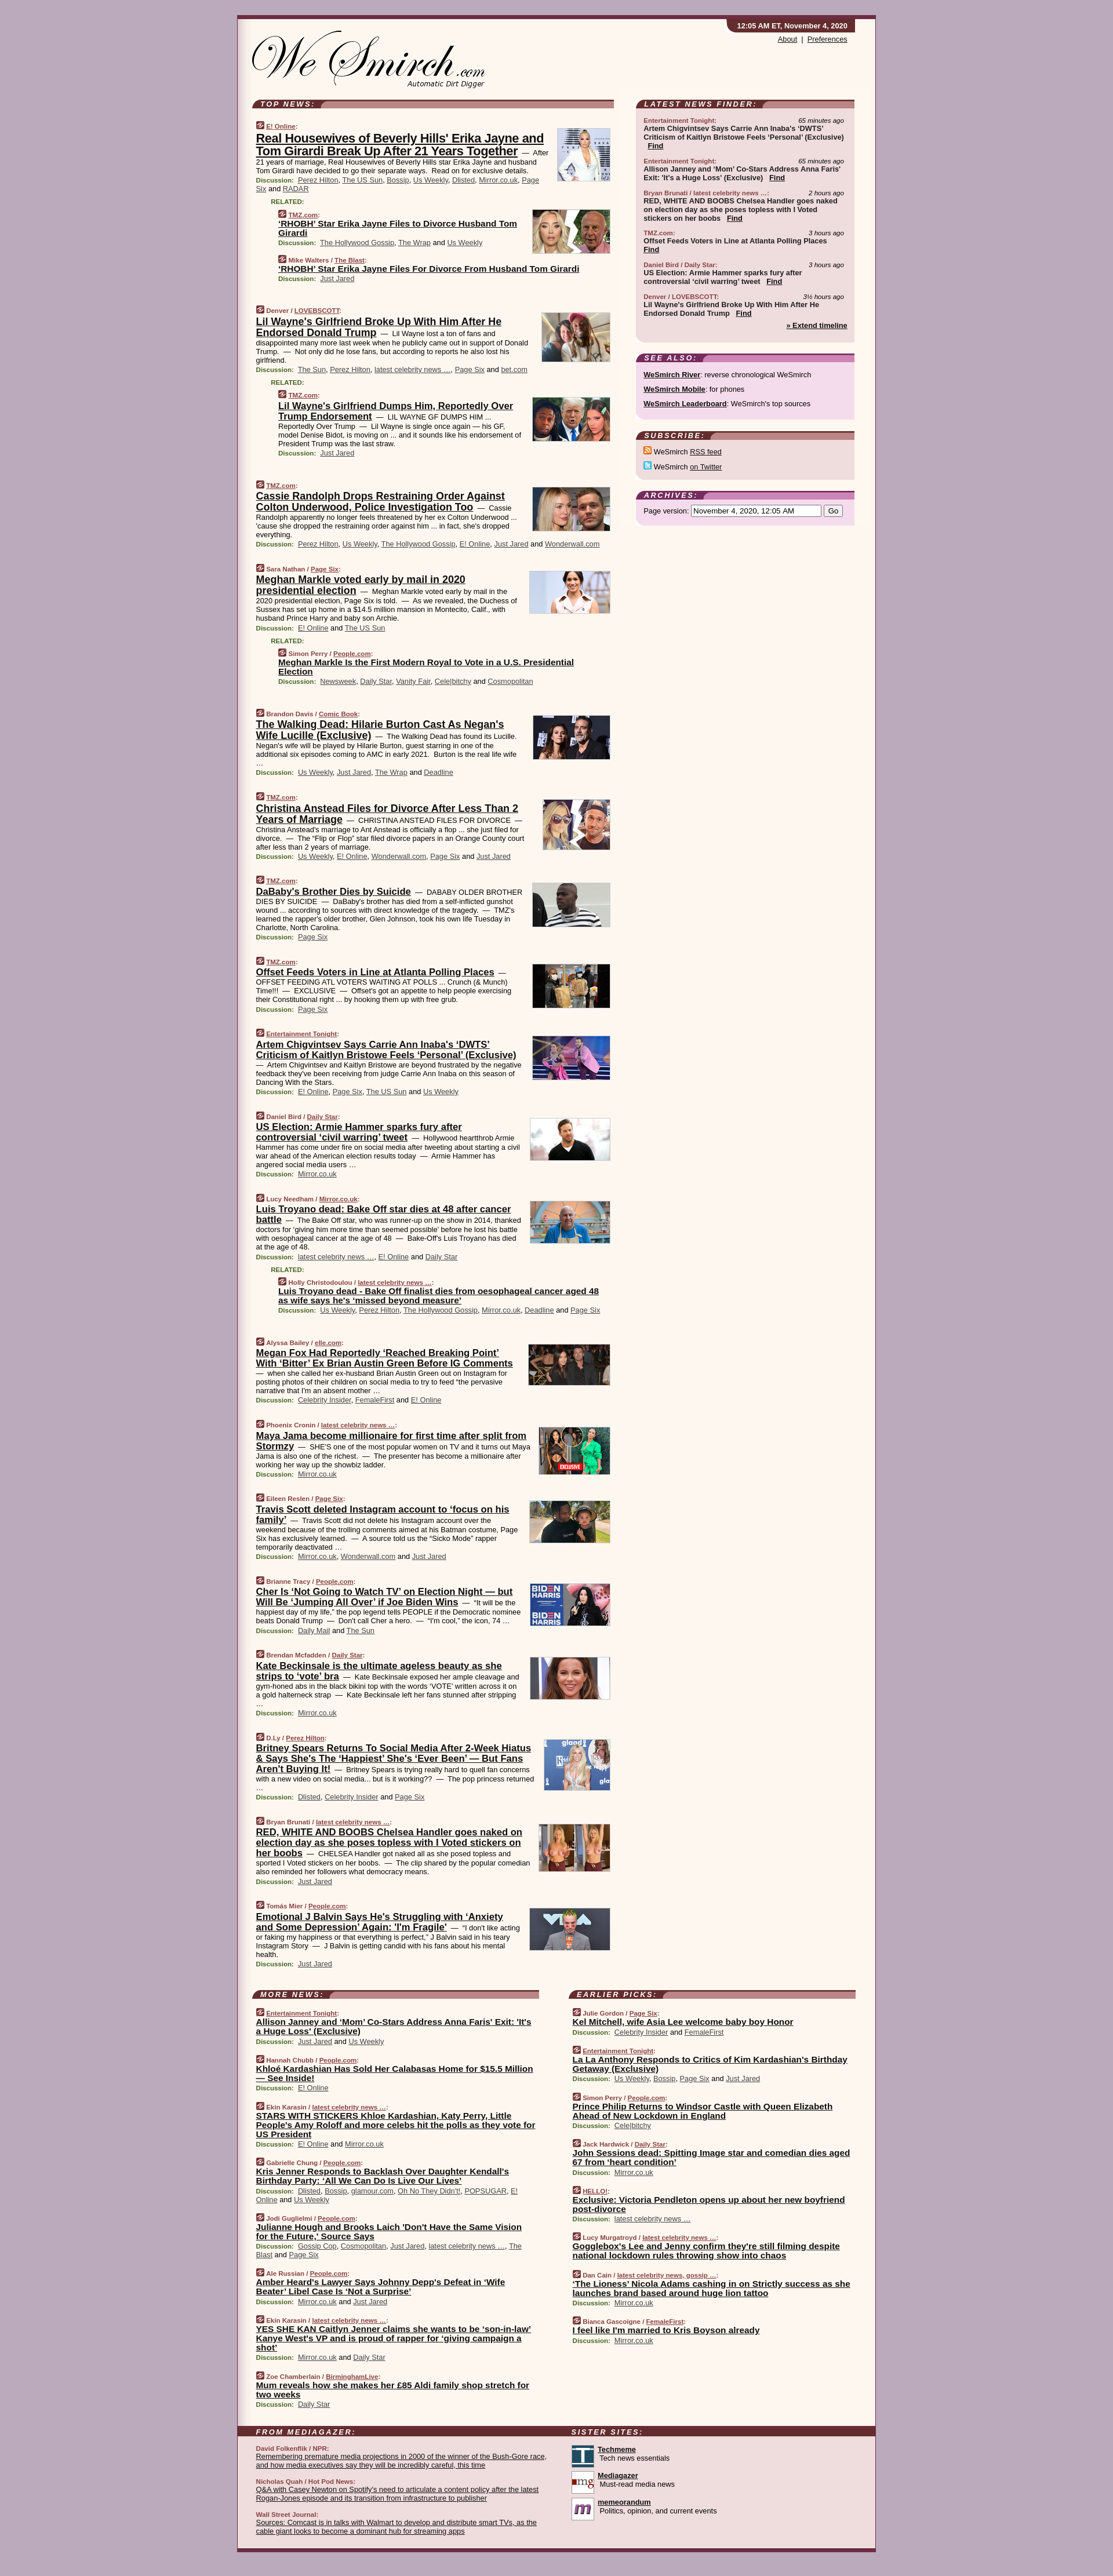 12:05 AM ET, November 4, 2020
About | Preferences
We Smirch .com
Automatic Dirt Digger
TOP NEWS:
E! Online:
Real Housewives of Beverly Hills' Erika Jayne and
Tom Girardi Break Up After 21 Years Together — After
21 years of marriage, Real Housewives of Beverly Hills star Erika Jayne and husband
Tom Girardi have decided to go their separate ways. Read on for exclusive details.
Discussion: Perez Hilton, The US Sun, Bossip, Us Weekly, Dlisted, Mirror.co.uk, Page
Six and RADAR
RELATED:
TMZ.com:
‘RHOBH’ Star Erika Jayne Files to Divorce Husband Tom
Girardi
Discussion: The Hollywood Gossip, The Wrap and Us Weekly
Mike Walters / The Blast:
‘RHOBH’ Star Erika Jayne Files For Divorce From Husband Tom Girardi
Discussion: Just Jared
Denver / LOVEBSCOTT:
Lil Wayne's Girlfriend Broke Up With Him After He
Endorsed Donald Trump — Lil Wayne lost a ton of fans and
disappointed many more last week when he publicly came out in support of Donald
Trump. — Not only did he lose fans, but according to reports he also lost his
girlfriend.
Discussion: The Sun, Perez Hilton, latest celebrity news …, Page Six and bet.com
RELATED:
TMZ.com:
Lil Wayne's Girlfriend Dumps Him, Reportedly Over
Trump Endorsement — LIL WAYNE GF DUMPS HIM ...
Reportedly Over Trump — Lil Wayne is single once again — his GF,
model Denise Bidot, is moving on ... and it sounds like his endorsement of
President Trump was the last straw.
Discussion: Just Jared
TMZ.com:
Cassie Randolph Drops Restraining Order Against
Colton Underwood, Police Investigation Too — Cassie
Randolph apparently no longer feels threatened by her ex Colton Underwood ...
'cause she dropped the restraining order against him ... in fact, she's dropped
everything.
Discussion: Perez Hilton, Us Weekly, The Hollywood Gossip, E! Online, Just Jared and Wonderwall.com
Sara Nathan / Page Six:
Meghan Markle voted early by mail in 2020
presidential election — Meghan Markle voted early by mail in the
2020 presidential election, Page Six is told. — As we revealed, the Duchess of
Sussex has set up home in a $14.5 million mansion in Montecito, Calif., with
husband Prince Harry and baby son Archie.
Discussion: E! Online and The US Sun
RELATED:
Simon Perry / People.com:
Meghan Markle Is the First Modern Royal to Vote in a U.S. Presidential
Election
Discussion: Newsweek, Daily Star, Vanity Fair, Cele|bitchy and Cosmopolitan
Brandon Davis / Comic Book:
The Walking Dead: Hilarie Burton Cast As Negan's
Wife Lucille (Exclusive) — The Walking Dead has found its Lucille.
Negan's wife will be played by Hilarie Burton, guest starring in one of the
additional six episodes coming to AMC in early 2021. Burton is the real life wife
…
Discussion: Us Weekly, Just Jared, The Wrap and Deadline
TMZ.com:
Christina Anstead Files for Divorce After Less Than 2
Years of Marriage — CHRISTINA ANSTEAD FILES FOR DIVORCE —
Christina Anstead's marriage to Ant Anstead is officially a flop ... she just filed for
divorce. — The “Flip or Flop” star filed divorce papers in an Orange County court
after less than 2 years of marriage.
Discussion: Us Weekly, E! Online, Wonderwall.com, Page Six and Just Jared
TMZ.com:
DaBaby's Brother Dies by Suicide — DABABY OLDER BROTHER
DIES BY SUICIDE — DaBaby's brother has died from a self-inflicted gunshot
wound ... according to sources with direct knowledge of the tragedy. — TMZ's
learned the rapper's older brother, Glen Johnson, took his own life Tuesday in
Charlotte, North Carolina.
Discussion: Page Six
TMZ.com:
Offset Feeds Voters in Line at Atlanta Polling Places —
OFFSET FEEDING ATL VOTERS WAITING AT POLLS ... Crunch (& Munch)
Time!!! — EXCLUSIVE — Offset's got an appetite to help people exercising
their Constitutional right ... by hooking them up with free grub.
Discussion: Page Six
Entertainment Tonight:
Artem Chigvintsev Says Carrie Ann Inaba's ‘DWTS’
Criticism of Kaitlyn Bristowe Feels ‘Personal’ (Exclusive)
— Artem Chigvintsev and Kaitlyn Bristowe are beyond frustrated by the negative
feedback they've been receiving from judge Carrie Ann Inaba on this season of
Dancing With the Stars.
Discussion: E! Online, Page Six, The US Sun and Us Weekly
Daniel Bird / Daily Star:
US Election: Armie Hammer sparks fury after
controversial ‘civil warring’ tweet — Hollywood heartthrob Armie
Hammer has come under fire on social media after tweeting about starting a civil
war ahead of the American election results today — Armie Hammer has
angered social media users …
Discussion: Mirror.co.uk
Lucy Needham / Mirror.co.uk:
Luis Troyano dead: Bake Off star dies at 48 after cancer
battle — The Bake Off star, who was runner-up on the show in 2014, thanked
doctors for ‘giving him more time than seemed possible’ before he lost his battle
with oesophageal cancer at the age of 48 — Bake-Off's Luis Troyano has died
at the age of 48.
Discussion: latest celebrity news …, E! Online and Daily Star
RELATED:
Holly Christodoulou / latest celebrity news …:
Luis Troyano dead - Bake Off finalist dies from oesophageal cancer aged 48
as wife says he's ‘missed beyond measure’
Discussion: Us Weekly, Perez Hilton, The Hollywood Gossip, Mirror.co.uk, Deadline and Page Six
Alyssa Bailey / elle.com:
Megan Fox Had Reportedly ‘Reached Breaking Point’
With ‘Bitter’ Ex Brian Austin Green Before IG Comments
— when she called her ex-husband Brian Austin Green out on Instagram for
posting photos of their children on social media to try to feed “the pervasive
narrative that I'm an absent mother …
Discussion: Celebrity Insider, FemaleFirst and E! Online
Phoenix Cronin / latest celebrity news …:
Maya Jama become millionaire for first time after split from
Stormzy — SHE'S one of the most popular women on TV and it turns out Maya
Jama is also one of the richest. — The presenter has become a millionaire after
working her way up the showbiz ladder.
Discussion: Mirror.co.uk
Eileen Reslen / Page Six:
Travis Scott deleted Instagram account to ‘focus on his
family’ — Travis Scott did not delete his Instagram account over the
weekend because of the trolling comments aimed at his Batman costume, Page
Six has exclusively learned. — A source told us the “Sicko Mode” rapper
temporarily deactivated …
Discussion: Mirror.co.uk, Wonderwall.com and Just Jared
Brianne Tracy / People.com:
Cher Is ‘Not Going to Watch TV’ on Election Night — but
Will Be ‘Jumping All Over’ if Joe Biden Wins — “It will be the
happiest day of my life,” the pop legend tells PEOPLE if the Democratic nominee
beats Donald Trump — Don't call Cher a hero. — “I'm cool,” the icon, 74 …
Discussion: Daily Mail and The Sun
Brendan Mcfadden / Daily Star:
Kate Beckinsale is the ultimate ageless beauty as she
strips to ‘vote’ bra — Kate Beckinsale exposed her ample cleavage and
gym-honed abs in the black bikini top with the words ‘VOTE’ written across it on
a gold halterneck strap — Kate Beckinsale left her fans stunned after stripping
…
Discussion: Mirror.co.uk
D.Ly / Perez Hilton:
Britney Spears Returns To Social Media After 2-Week Hiatus
& Says She's The ‘Happiest’ She's ‘Ever Been’ — But Fans
Aren't Buying It! — Britney Spears is trying really hard to quell fan concerns
with a new video on social media... but is it working?? — The pop princess returned
…
Discussion: Dlisted, Celebrity Insider and Page Six
Bryan Brunati / latest celebrity news …:
RED, WHITE AND BOOBS Chelsea Handler goes naked on
election day as she poses topless with I Voted stickers on
her boobs — CHELSEA Handler got naked all as she posed topless and
sported I Voted stickers on her boobs. — The clip shared by the popular comedian
also reminded her followers what democracy means.
Discussion: Just Jared
Tomás Mier / People.com:
Emotional J Balvin Says He's Struggling with ‘Anxiety
and Some Depression’ Again: 'I'm Fragile' — “I don't like acting
or faking my happiness or that everything is perfect,” J Balvin said in his teary
Instagram Story — J Balvin is getting candid with his fans about his mental
health.
Discussion: Just Jared
LATEST NEWS FINDER:
Entertainment Tonight: 65 minutes ago
Artem Chigvintsev Says Carrie Ann Inaba's ‘DWTS’
Criticism of Kaitlyn Bristowe Feels ‘Personal’ (Exclusive)
Find
Entertainment Tonight: 65 minutes ago
Allison Janney and ‘Mom’ Co-Stars Address Anna Faris'
Exit: 'It's a Huge Loss' (Exclusive) Find
Bryan Brunati / latest celebrity news …: 2 hours ago
RED, WHITE AND BOOBS Chelsea Handler goes naked
on election day as she poses topless with I Voted
stickers on her boobs Find
TMZ.com: 3 hours ago
Offset Feeds Voters in Line at Atlanta Polling Places
Find
Daniel Bird / Daily Star: 3 hours ago
US Election: Armie Hammer sparks fury after
controversial ‘civil warring’ tweet Find
Denver / LOVEBSCOTT: 3½ hours ago
Lil Wayne's Girlfriend Broke Up With Him After He
Endorsed Donald Trump Find
» Extend timeline
SEE ALSO:
WeSmirch River: reverse chronological WeSmirch
WeSmirch Mobile: for phones
WeSmirch Leaderboard: WeSmirch's top sources
SUBSCRIBE:
WeSmirch RSS feed
WeSmirch on Twitter
ARCHIVES:
Page version: November 4, 2020, 12:05 AM Go
MORE NEWS:
Entertainment Tonight:
Allison Janney and ‘Mom’ Co-Stars Address Anna Faris' Exit: 'It's
a Huge Loss' (Exclusive)
Discussion: Just Jared and Us Weekly
Hannah Chubb / People.com:
Khloé Kardashian Has Sold Her Calabasas Home for $15.5 Million
— See Inside!
Discussion: E! Online
Ekin Karasin / latest celebrity news …:
STARS WITH STICKERS Khloe Kardashian, Katy Perry, Little
People's Amy Roloff and more celebs hit the polls as they vote for
US President
Discussion: E! Online and Mirror.co.uk
Gabrielle Chung / People.com:
Kris Jenner Responds to Backlash Over Daughter Kendall's
Birthday Party: ‘All We Can Do Is Live Our Lives’
Discussion: Dlisted, Bossip, glamour.com, Oh No They Didn't!, POPSUGAR, E!
Online and Us Weekly
Jodi Guglielmi / People.com:
Julianne Hough and Brooks Laich 'Don't Have the Same Vision
for the Future,' Source Says
Discussion: Gossip Cop, Cosmopolitan, Just Jared, latest celebrity news …, The
Blast and Page Six
Ale Russian / People.com:
Amber Heard's Lawyer Says Johnny Depp's Defeat in ‘Wife
Beater’ Libel Case Is ‘Not a Surprise’
Discussion: Mirror.co.uk and Just Jared
Ekin Karasin / latest celebrity news …:
YES SHE KAN Caitlyn Jenner claims she wants to be ‘son-in-law’
Kanye West's VP and is proud of rapper for ‘giving campaign a
shot’
Discussion: Mirror.co.uk and Daily Star
Zoe Chamberlain / BirminghamLive:
Mum reveals how she makes her £85 Aldi family shop stretch for
two weeks
Discussion: Daily Star
EARLIER PICKS:
Julie Gordon / Page Six:
Kel Mitchell, wife Asia Lee welcome baby boy Honor
Discussion: Celebrity Insider and FemaleFirst
Entertainment Tonight:
La La Anthony Responds to Critics of Kim Kardashian's Birthday
Getaway (Exclusive)
Discussion: Us Weekly, Bossip, Page Six and Just Jared
Simon Perry / People.com:
Prince Philip Returns to Windsor Castle with Queen Elizabeth
Ahead of New Lockdown in England
Discussion: Cele|bitchy
Jack Hardwick / Daily Star:
John Sessions dead: Spitting Image star and comedian dies aged
67 from ‘heart condition’
Discussion: Mirror.co.uk
HELLO!:
Exclusive: Victoria Pendleton opens up about her new boyfriend
post-divorce
Discussion: latest celebrity news …
Lucy Murgatroyd / latest celebrity news …:
Gogglebox's Lee and Jenny confirm they're still filming despite
national lockdown rules throwing show into chaos
Dan Cain / latest celebrity news, gossip …:
‘The Lioness’ Nicola Adams cashing in on Strictly success as she
launches brand based around huge lion tattoo
Discussion: Mirror.co.uk
Bianca Gascoigne / FemaleFirst:
I feel like I'm married to Kris Boyson already
Discussion: Mirror.co.uk
FROM MEDIAGAZER:
David Folkenflik / NPR:
Remembering premature media projections in 2000 of the winner of the Bush-Gore race,
and how media executives say they will be incredibly careful, this time
Nicholas Quah / Hot Pod News:
Q&A with Casey Newton on Spotify's need to articulate a content policy after the latest
Rogan-Jones episode and its transition from infrastructure to publisher
Wall Street Journal:
Sources: Comcast is in talks with Walmart to develop and distribute smart TVs, as the
cable giant looks to become a dominant hub for streaming apps
SISTER SITES:
Techmeme
Tech news essentials
Mediagazer
Must-read media news
memeorandum
Politics, opinion, and current events